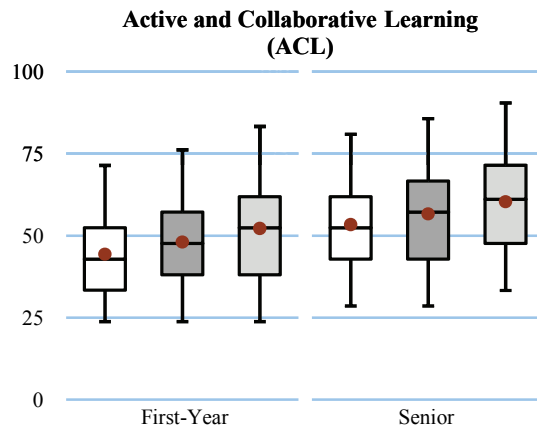 Active and Collaborative Learning
(ACL)
100
75
50
25
0
First-Year
Senior